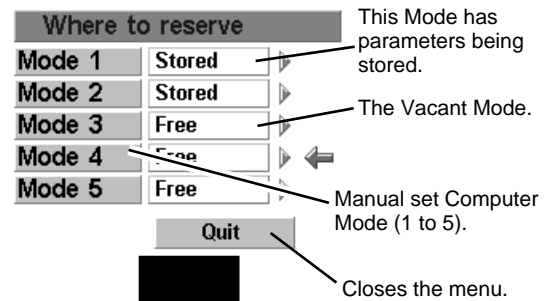 Where to reserve
Mode 1 Stored
Mode 2 Stored
Mode 3 Free
Mode 4 Free
Mode 5 Free
Quit
This Mode has
parameters being
stored.
The Vacant Mode.
Manual set Computer
Mode (1 to 5).
Closes the menu.